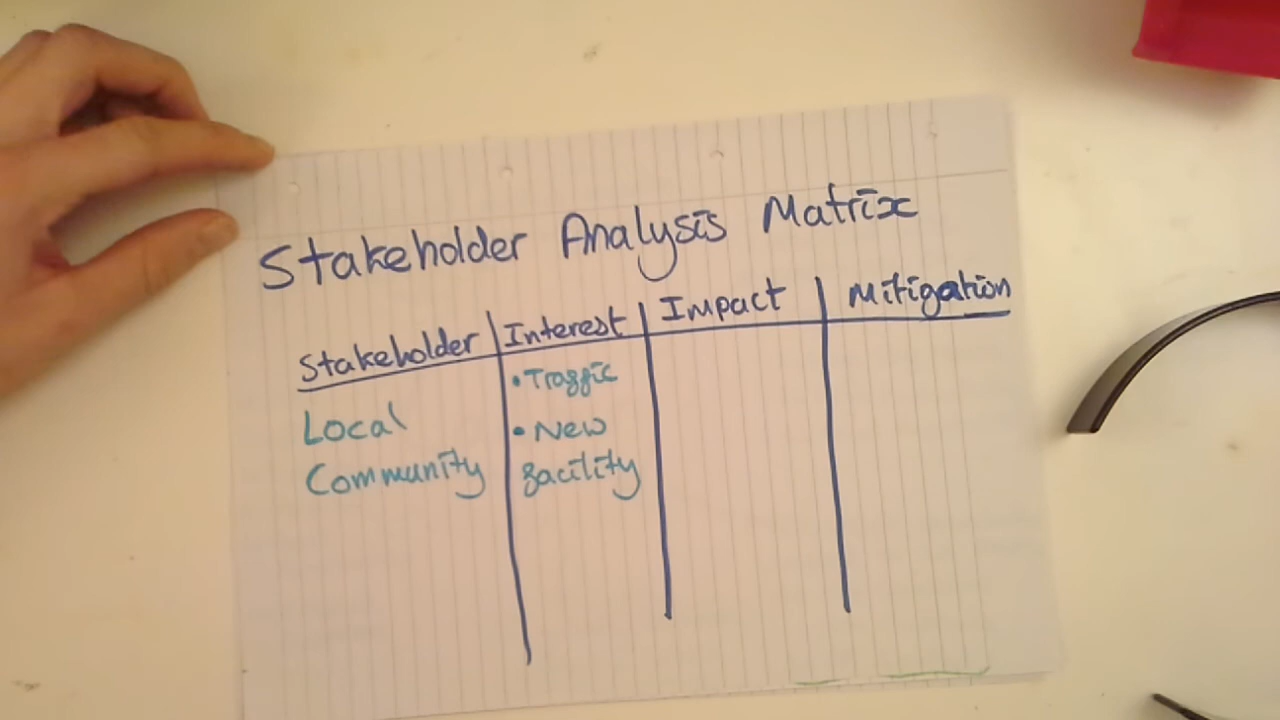 Stakeholder Analysis Matrix
Stakeholder Interest Impact Mitigation
Local
Community
• Traffic
• New
facility